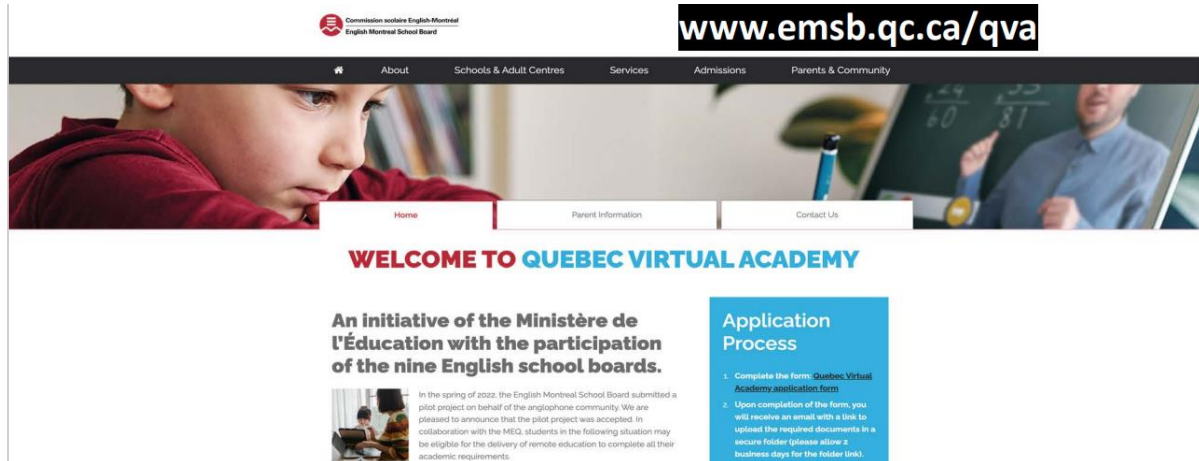 Commission scolaire English-Montréal
English Montreal School Board
www.emsb.qc.ca/qva
About Schools & Adult Centres Services Admissions Parents & Community
24 33
60 81
Home Parent Information Contact Us
WELCOME TO QUEBEC VIRTUAL ACADEMY
An initiative of the Ministère de
l'Éducation with the participation
of the nine English school boards.
In the spring of 2022, the English Montreal School Board submitted a
pilot project on behalf of the anglophone community. We are
pleased to announce that the pilot project was accepted. In
collaboration with the MEQ, students in the following situation may
be eligible for the delivery of remote education to complete all their
academic requirements.
Application
Process
1. Complete the form: Quebec Virtual
Academy application form
2. Upon completion of the form, you
will receive an email with a link to
upload the required documents in a
secure folder (please allow 2
business days for the folder link).